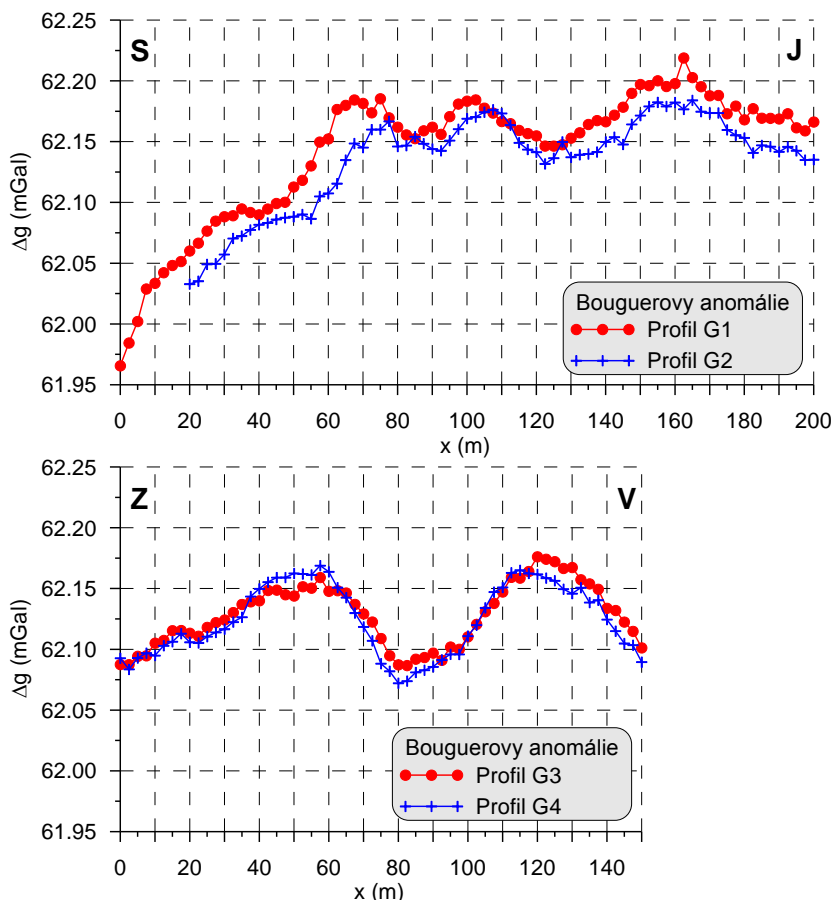 62.25
62.20
62.15
62.10
62.05
62.00
61.95
Δg (mGal)
S
J
Bouguerovy anomálie
Profil G1
Profil G2
0 20 40 60 80 100 120 140 160 180 200
x (m)
62.25
62.20
62.15
62.10
62.05
62.00
61.95
Δg (mGal)
Z
V
Bouguerovy anomálie
Profil G3
Profil G4
0 20 40 60 80 100 120 140
x (m)